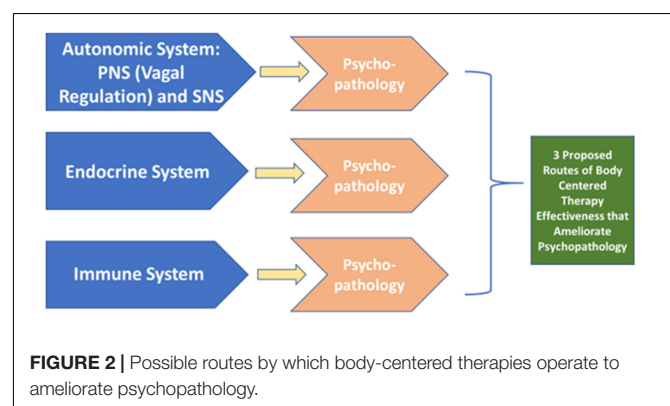 Autonomic System:
PNS (Vagal
Regulation) and SNS
Psycho-
pathology
Endocrine System
Psycho-
pathology
Immune System
Psycho-
pathology
3 Proposed
Routes of Body
Centered
Therapy
Effectiveness that
Ameliorate
Psychopathology
FIGURE 2 | Possible routes by which body-centered therapies operate to
ameliorate psychopathology.